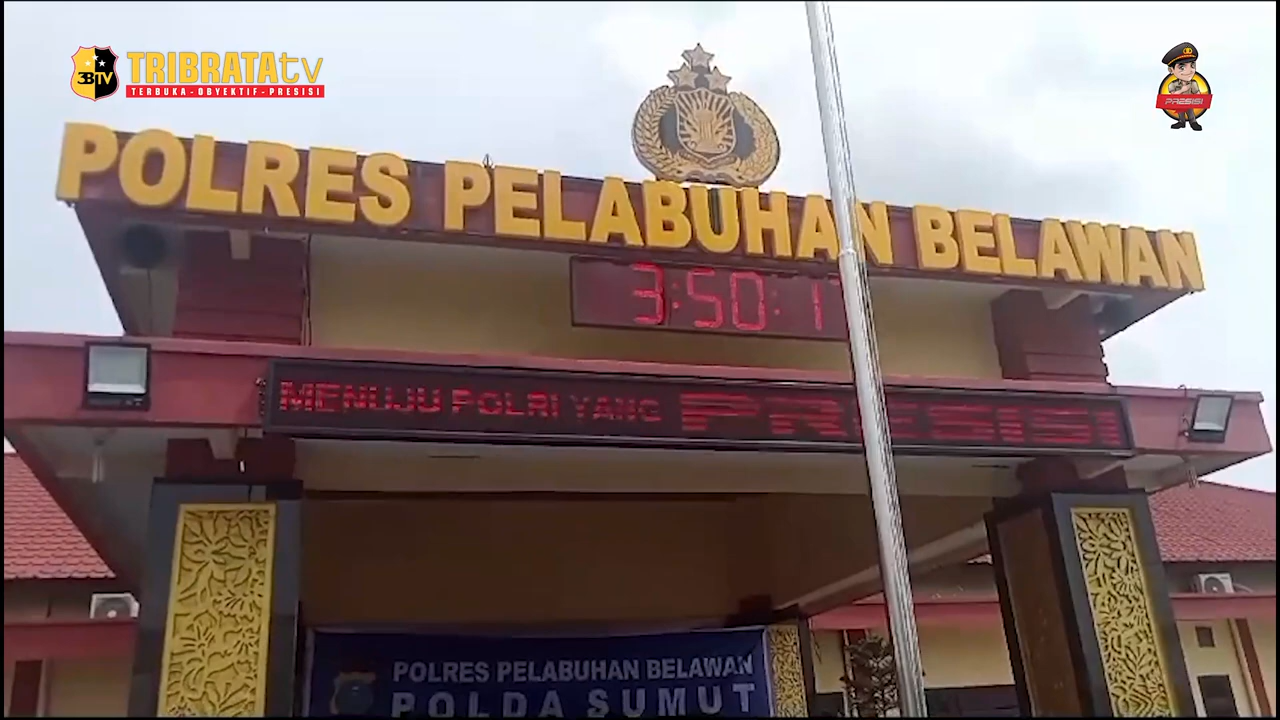 3BTV
TRIBRATAtv
TERBUKA-OBYEKTIF-PRESISI
PRESISI
POLRES PELABUHAN BELAWAN
3:50:1
MENUJU POLRI YANG PRESISI
POLRES PELABUHAN BELAWAN
POLDA SUMUT